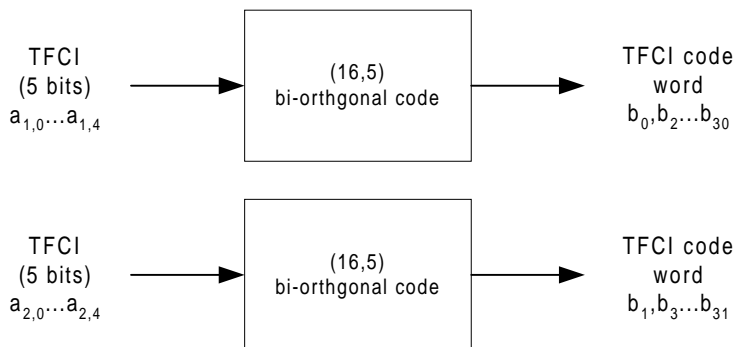 TFCI
(5 bits)
a1,0...a1,4
(16,5)
bi-orthgonal code
TFCI code
word
b0,b2...b30
TFCI
(5 bits)
a2,0...a2,4
(16,5)
bi-orthgonal code
TFCI code
word
b1,b3...b31